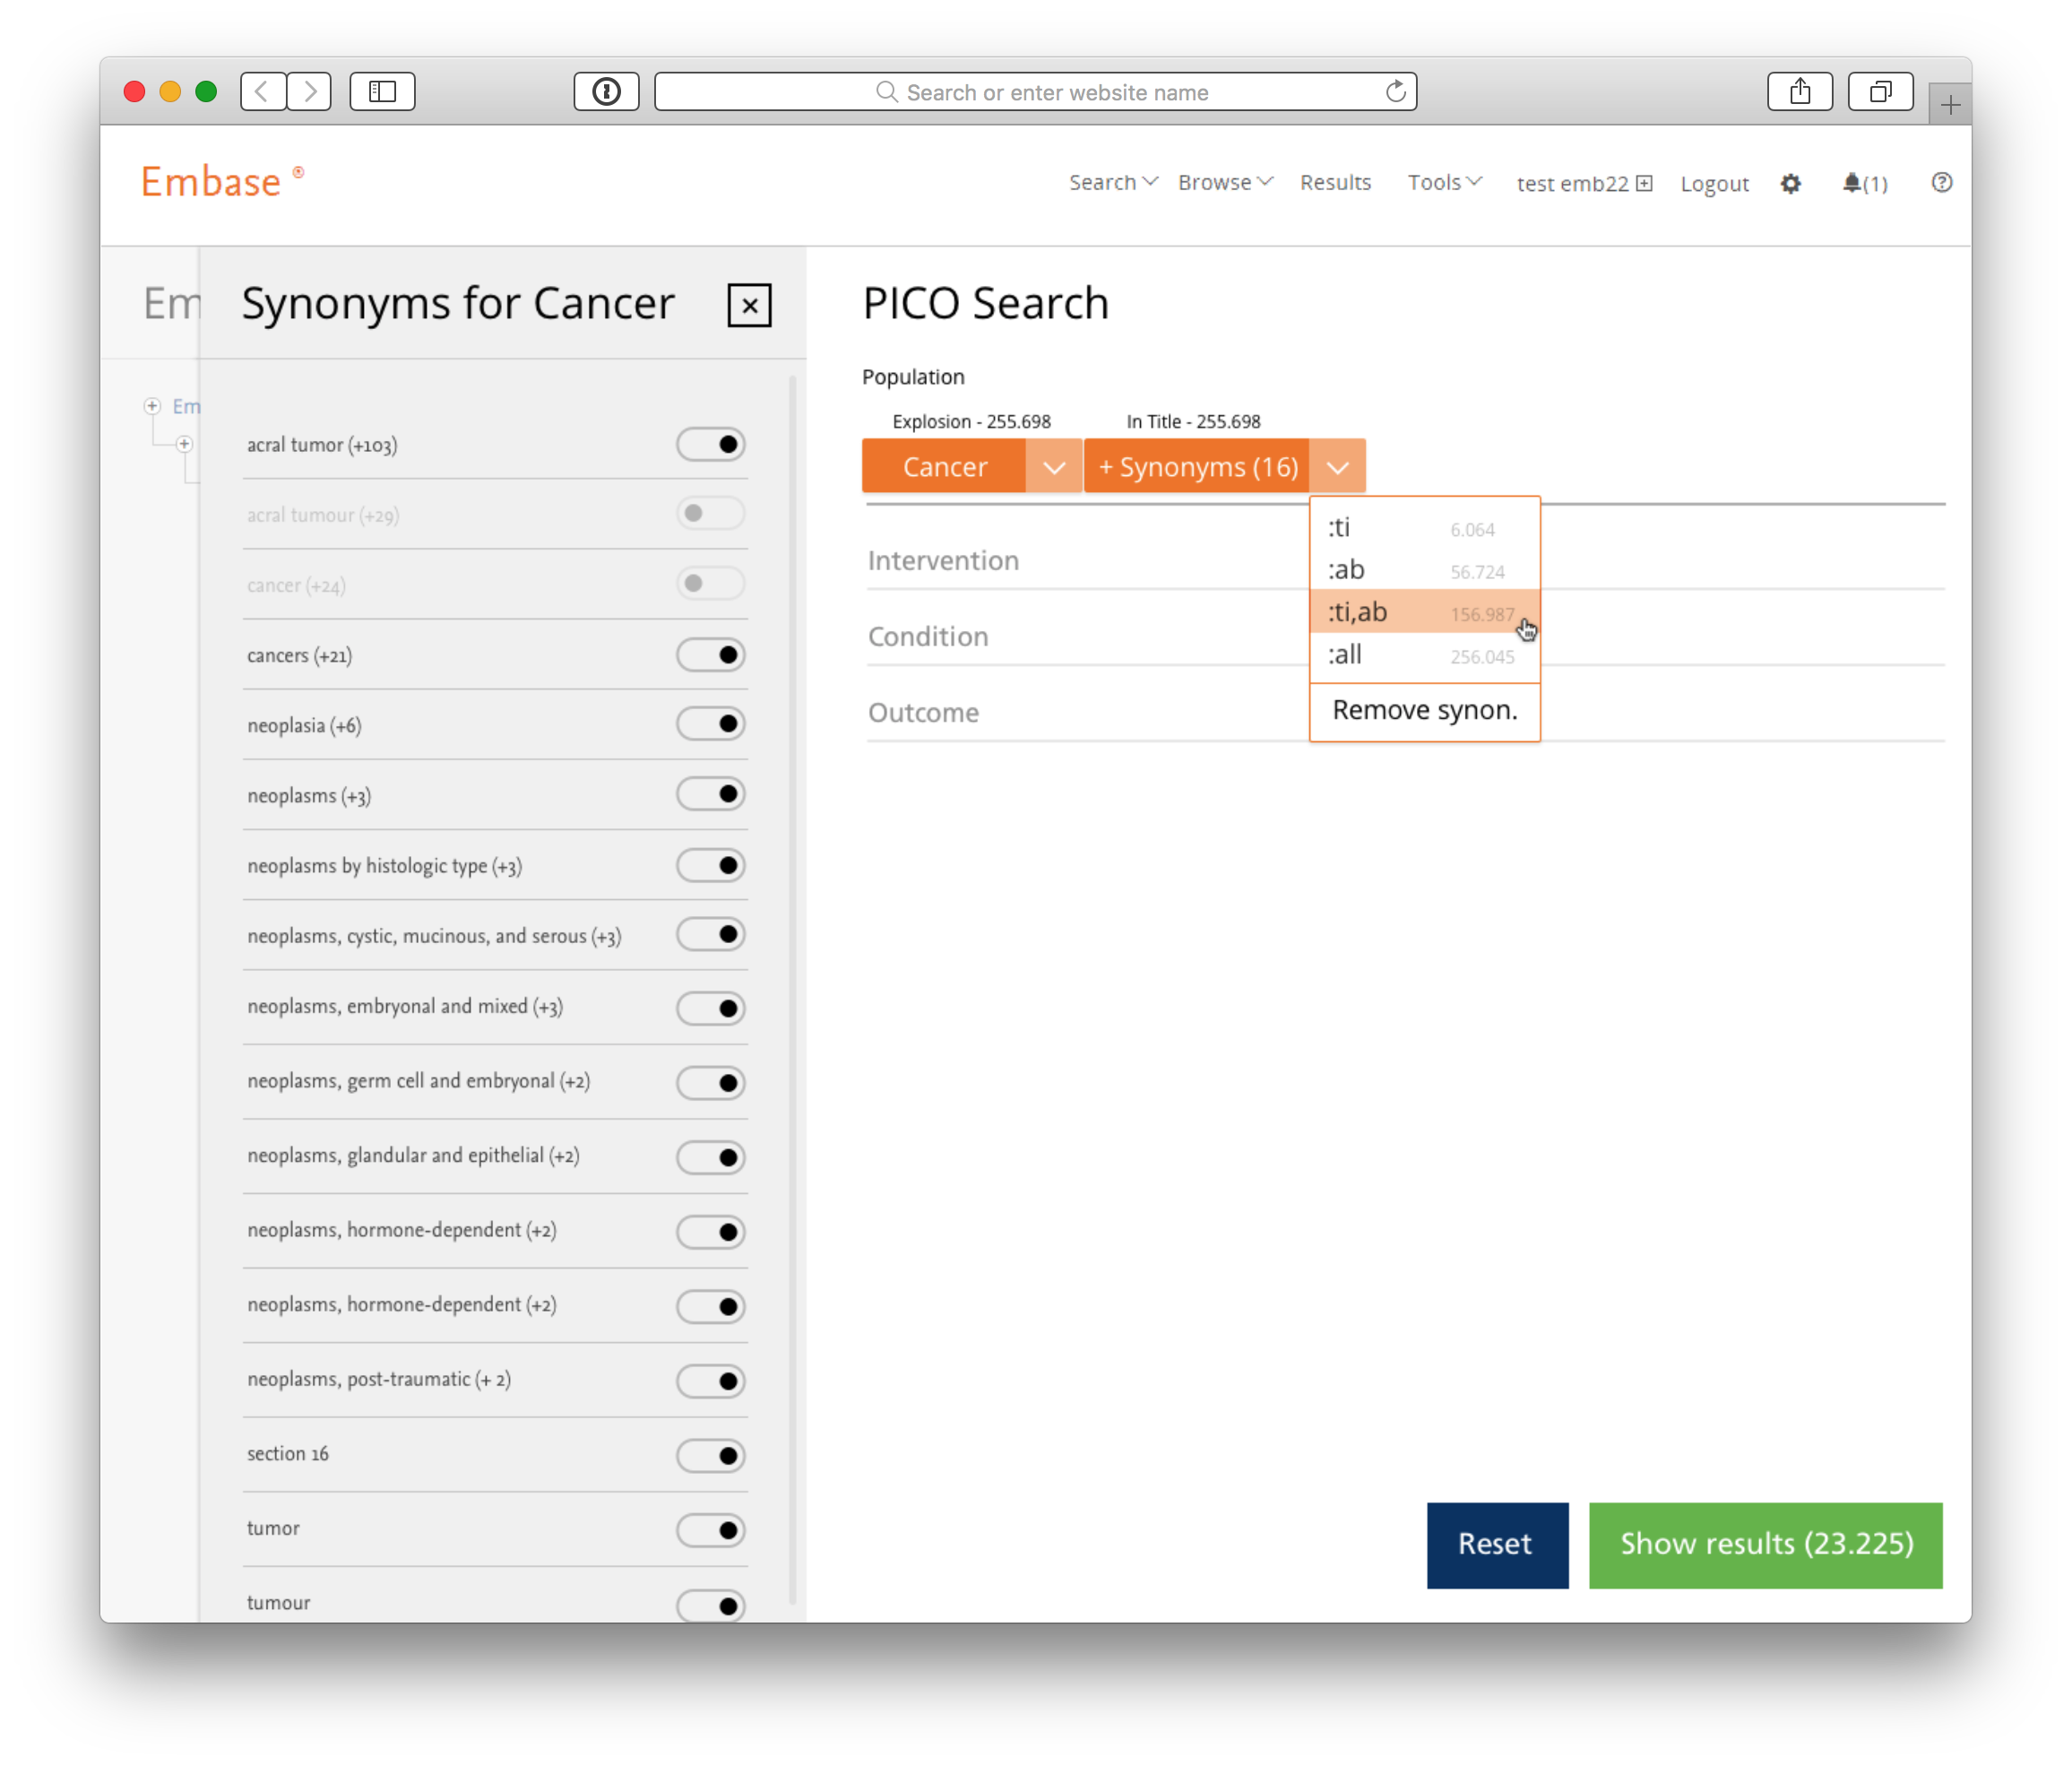 Search or enter website name
Embase ®
Search Browse Results Tools test emb22 Logout (1)
Em
Synonyms for Cancer
Em
acral tumor (+103)
acral tumour (+29)
cancer (+24)
cancers (+21)
neoplasia (+6)
neoplasms (+3)
neoplasms by histologic type (+3)
neoplasms, cystic, mucinous, and serous (+3)
neoplasms, embryonal and mixed (+3)
neoplasms, germ cell and embryonal (+2)
neoplasms, glandular and epithelial (+2)
neoplasms, hormone-dependent (+2)
neoplasms, hormone-dependent (+2)
neoplasms, post-traumatic (+ 2)
section 16
tumor
tumour
PICO Search
Population
Explosion - 255.698 In Title - 255.698
Cancer + Synonyms (16)
:ti 6.064
:ab 56.724
:ti,ab 156.987
:all 256.045
Remove synon.
Intervention
Condition
Outcome
Reset Show results (23.225)